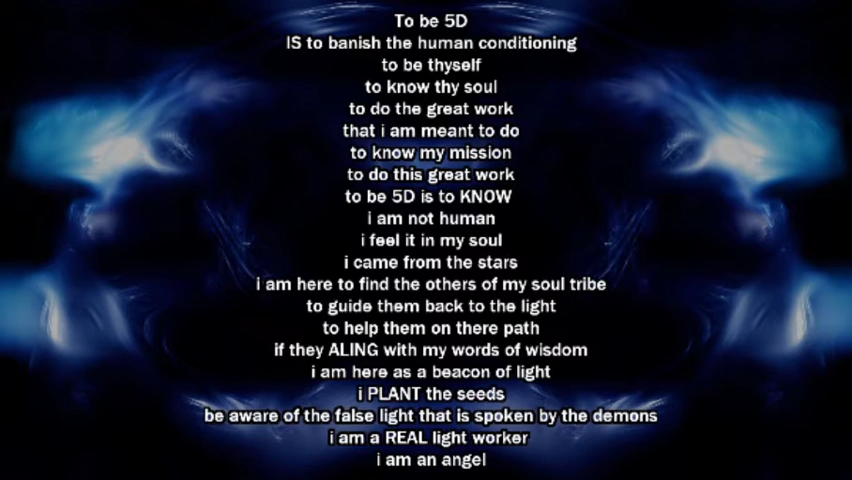 To be 5D
IS to banish the human conditioning
to be thyself
to know thy soul
to do the great work
that i am meant to do
to know my mission
to do this great work
to be 5D is to KNOW
i am not human
i feel it in my soul
i came from the stars
i am here to find the others of my soul tribe
to guide them back to the light
to help them on there path
if they ALING with my words of wisdom
i am here as a beacon of light
i PLANT the seeds
be aware of the false light that is spoken by the demons
i am a REAL light worker
i am an angel